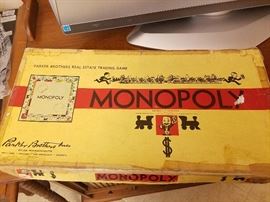 PARKER BROTHERS REAL ESTATE TRADING GAME
MONOPOLY
MONOPOLY
Parker Brothers Inc
$
MONOPOLY